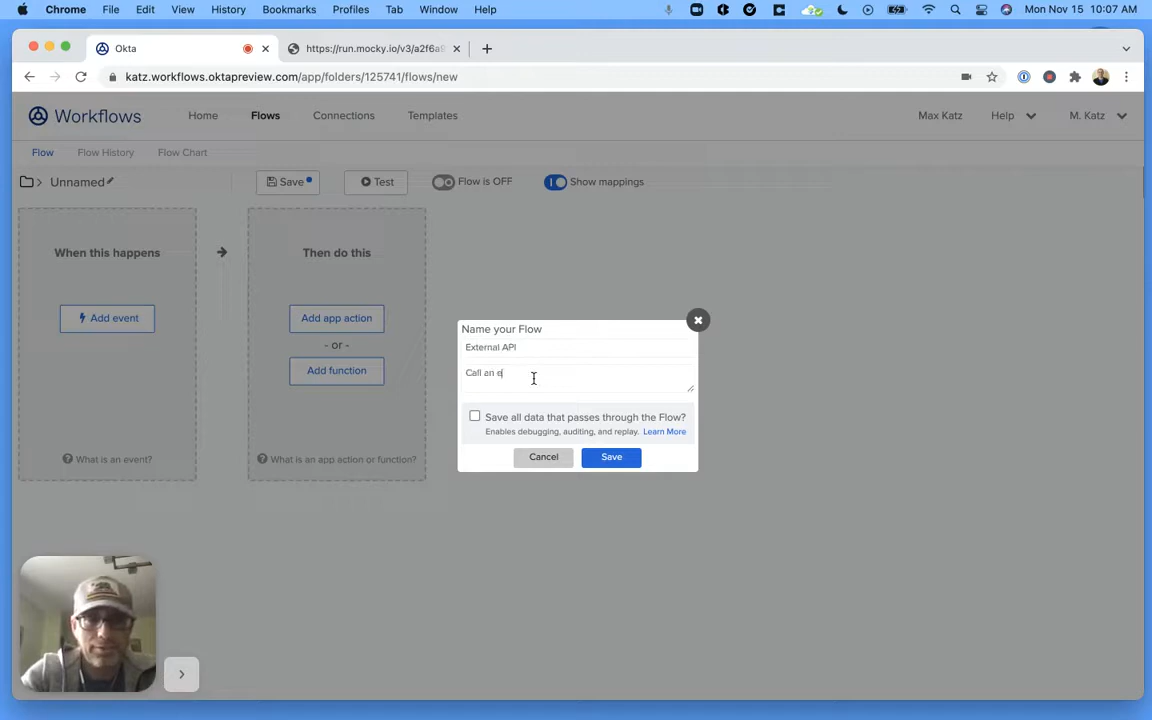 Chrome File Edit View History Bookmarks Profiles Tab Window Help Mon Nov 15 10:07 AM
Okta https://run.mocky.io/v3/a2f6a8
katz.workflows.oktapreview.com/app/folders/125741/flows/new
Workflows Home Flows Connections Templates Max Katz Help M. Katz
Flow Flow History Flow Chart
Unnamed Save Test Flow is OFF Show mappings
When this happens Then do this
Add event Add app action
- or -
Add function
What is an event? What is an app action or function?
Name your Flow
External API
Call an e
Save all data that passes through the Flow?
Enables debugging, auditing, and replay. Learn More
Cancel Save